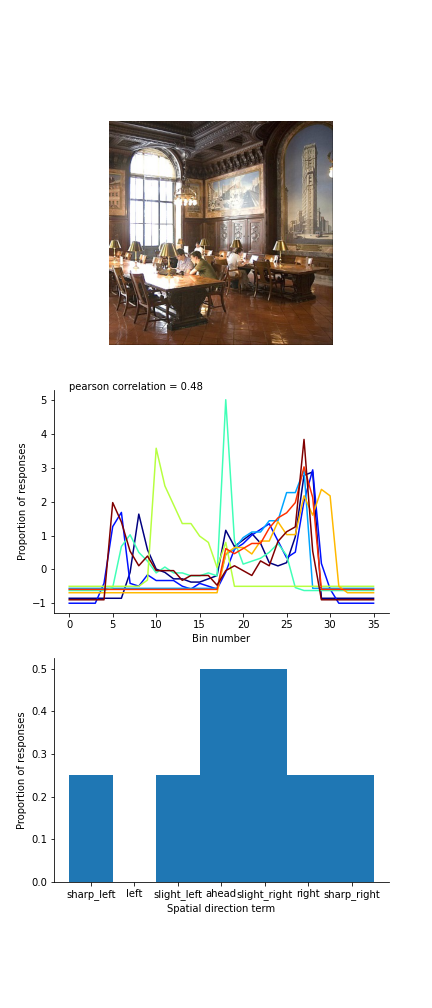 pearson correlation = 0.48
Proportion of responses
5
4
3
2
1
0
−1
0 5 10 15 20 25 30 35
Bin number
Proportion of responses
0.5
0.4
0.3
0.2
0.1
0.0
sharp_left left slight_left ahead slight_right right sharp_right
Spatial direction term